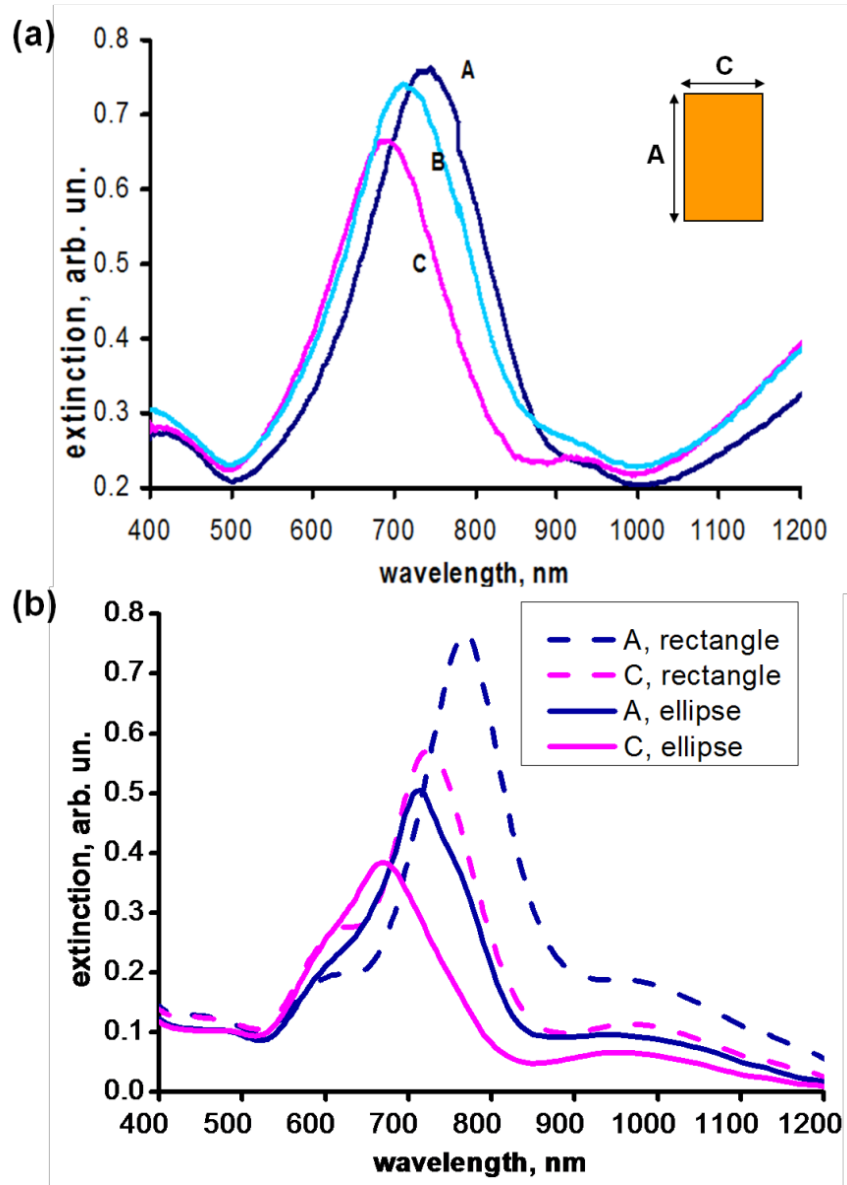 (a)
extinction, arb. un.
0.8
0.7
0.6
0.5
0.4
0.3
0.2
A
B
C
C
A
400 500 600 700 800 900 1000 1100 1200
wavelength, nm
(b)
extinction, arb. un.
0.8
0.7
0.6
0.5
0.4
0.3
0.2
0.1
0.0
A, rectangle
C, rectangle
A, ellipse
C, ellipse
400 500 600 700 800 900 1000 1100 1200
wavelength, nm